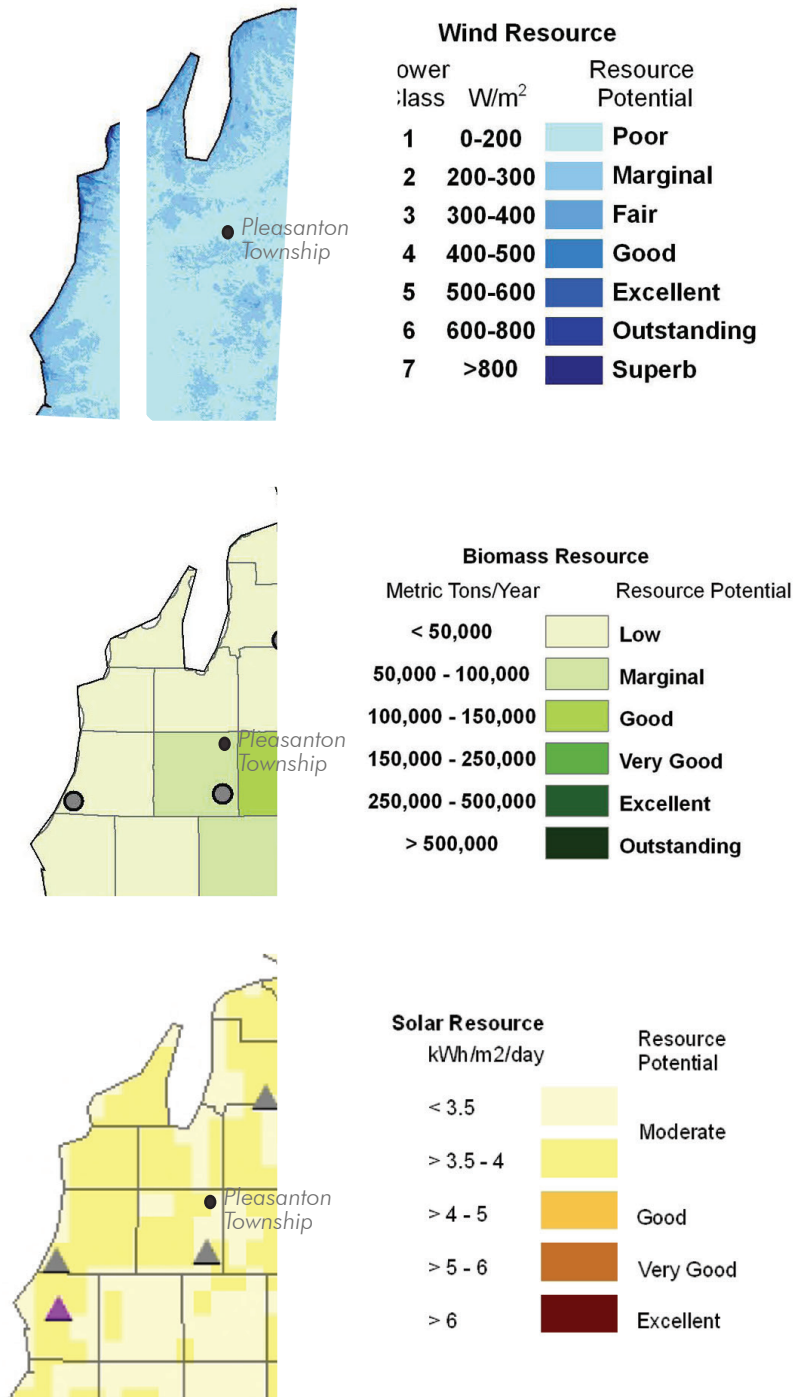 Wind Resource
ower Resource
lass W/m² Potential
1 0-200 Poor
2 200-300 Marginal
3 300-400 Fair
4 400-500 Good
5 500-600 Excellent
6 600-800 Outstanding
7 >800 Superb
Pleasanton
Township
Biomass Resource
Metric Tons/Year Resource Potential
< 50,000 Low
50,000 - 100,000 Marginal
100,000 - 150,000 Good
150,000 - 250,000 Very Good
250,000 - 500,000 Excellent
> 500,000 Outstanding
Pleasanton
Township
Solar Resource
kWh/m2/day
Resource
Potential
< 3.5
Moderate
> 3.5 - 4
> 4 - 5 Good
> 5 - 6 Very Good
> 6 Excellent
Pleasanton
Township